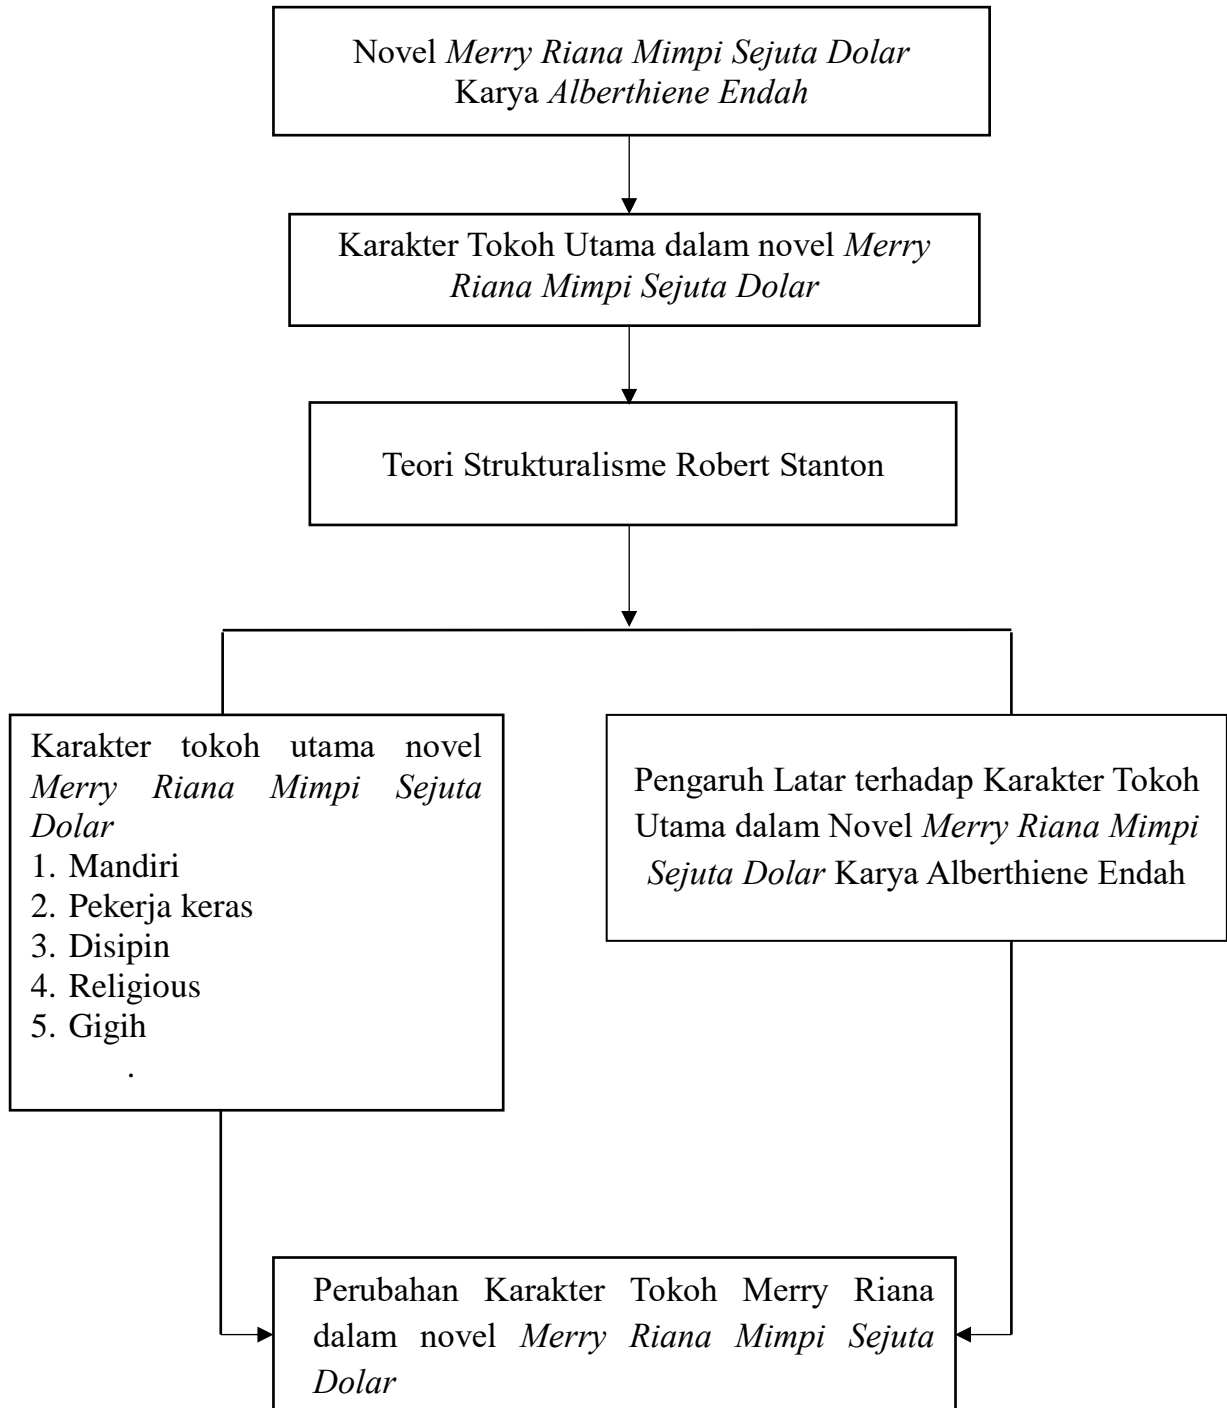 Novel Merry Riana Mimpi Sejuta Dolar
Karya Alberthiene Endah
Karakter Tokoh Utama dalam novel Merry
Riana Mimpi Sejuta Dolar
Teori Strukturalisme Robert Stanton
Karakter tokoh utama novel
Merry Riana Mimpi Sejuta
Dolar
1. Mandiri
2. Pekerja keras
3. Disipin
4. Religious
5. Gigih
.
Pengaruh Latar terhadap Karakter Tokoh
Utama dalam Novel Merry Riana Mimpi
Sejuta Dolar Karya Alberthiene Endah
Perubahan Karakter Tokoh Merry Riana
dalam novel Merry Riana Mimpi Sejuta
Dolar